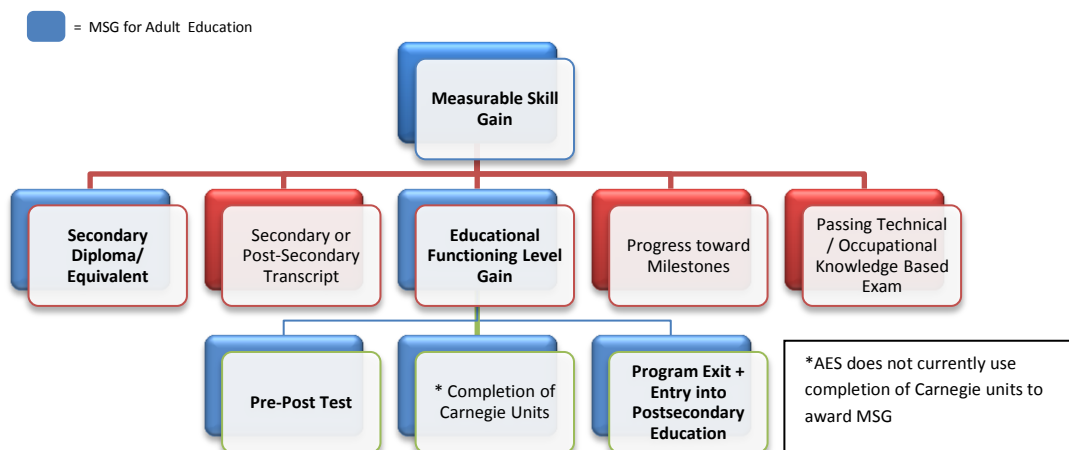 = MSG for Adult Education
Measurable Skill
Gain
Secondary
Diploma/
Equivalent
Secondary or
Post-Secondary
Transcript
Educational
Functioning Level
Gain
Progress toward
Milestones
Passing Technical
/ Occupational
Knowledge Based
Exam
Pre-Post Test
* Completion of
Carnegie Units
Program Exit +
Entry into
Postsecondary
Education
*AES does not currently use
completion of Carnegie units to
award MSG